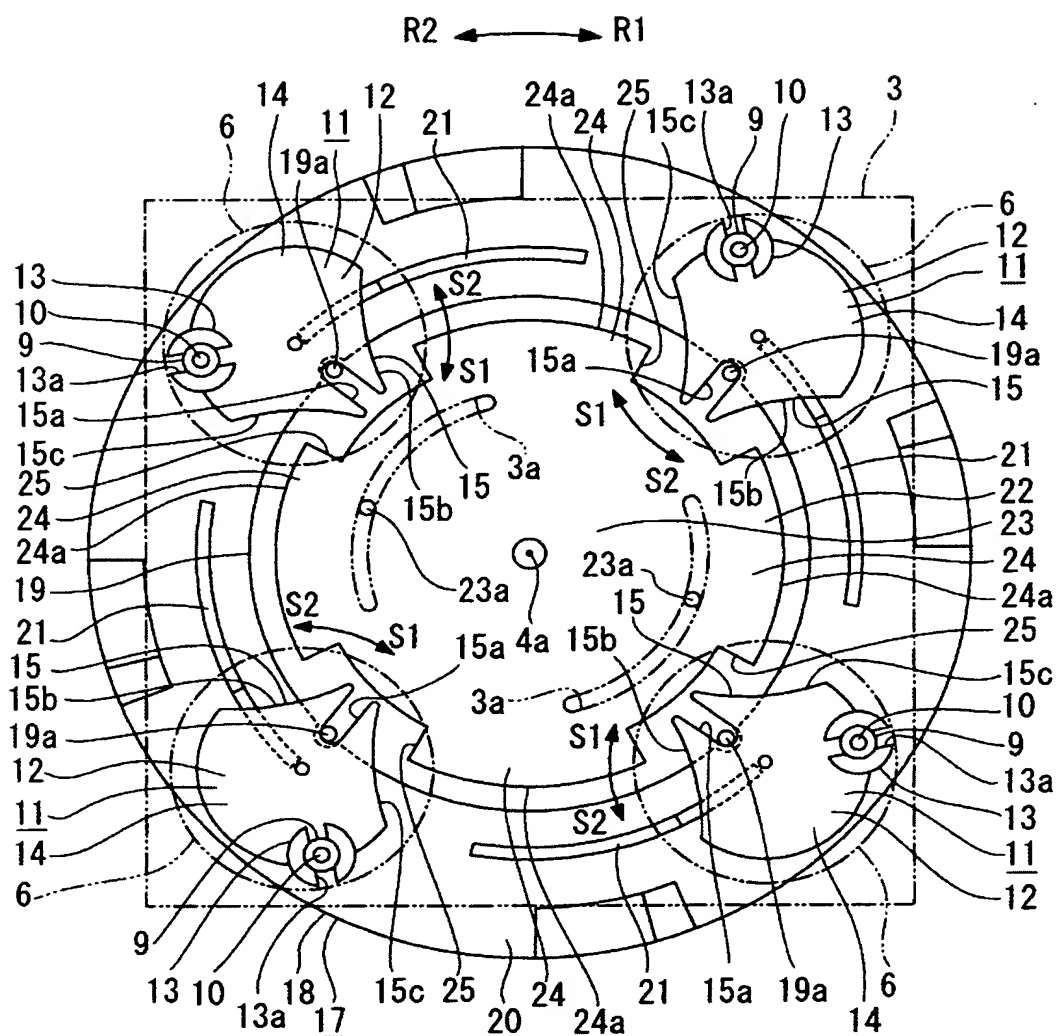 R2 R1
14 11 12 21 24a 24 25 13a 15c 10 9 13 3
6 19a
6
12
11
14
19a
15
21
22
23
24
24a
25
15c
10
9
13a
13
11
12
13
10
9
13a
15a
15c
25
24
24a
19
21
15
15b
19a
12
11
14
6
S2
S1
15a
S1
S2
15b 15 3a
15b
23a
4a
23a
15
15b
S2 S1
15a
3a
S1
S2
9 13 10 13a 18 17 15c 25 20 24 24a 21 15a 19a 14 6